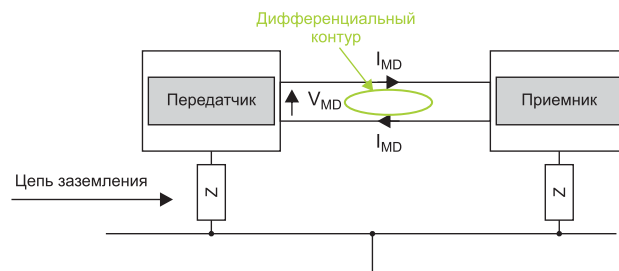 Дифференциальный
контур
I_MD
Передатчик
V_MD
Приемник
I_MD
Цепь заземления
Z
Z